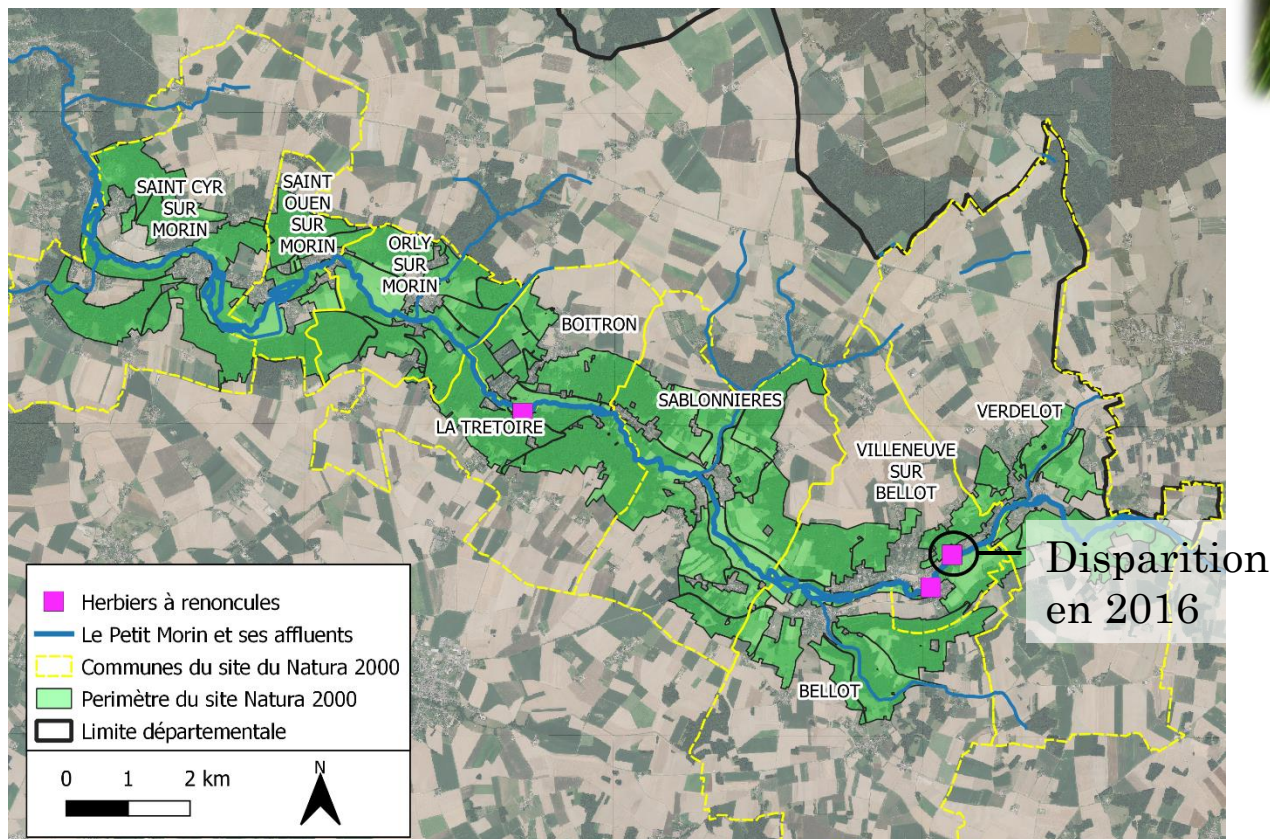 SAINT CYR
SUR
MORIN
SAINT
OUEN
SUR
MORIN
ORLY
SUR
MORIN
BOITRON
LA TRETOIRE
SABLONNIERES
VERDELOT
VILLENEUVE
SUR
BELLOT
BELLOT
Disparition
en 2016
Herbiers à renoncules
Le Petit Morin et ses affluents
Communes du site du Natura 2000
Perimètre du site Natura 2000
Limite départementale
0 1 2 km
N